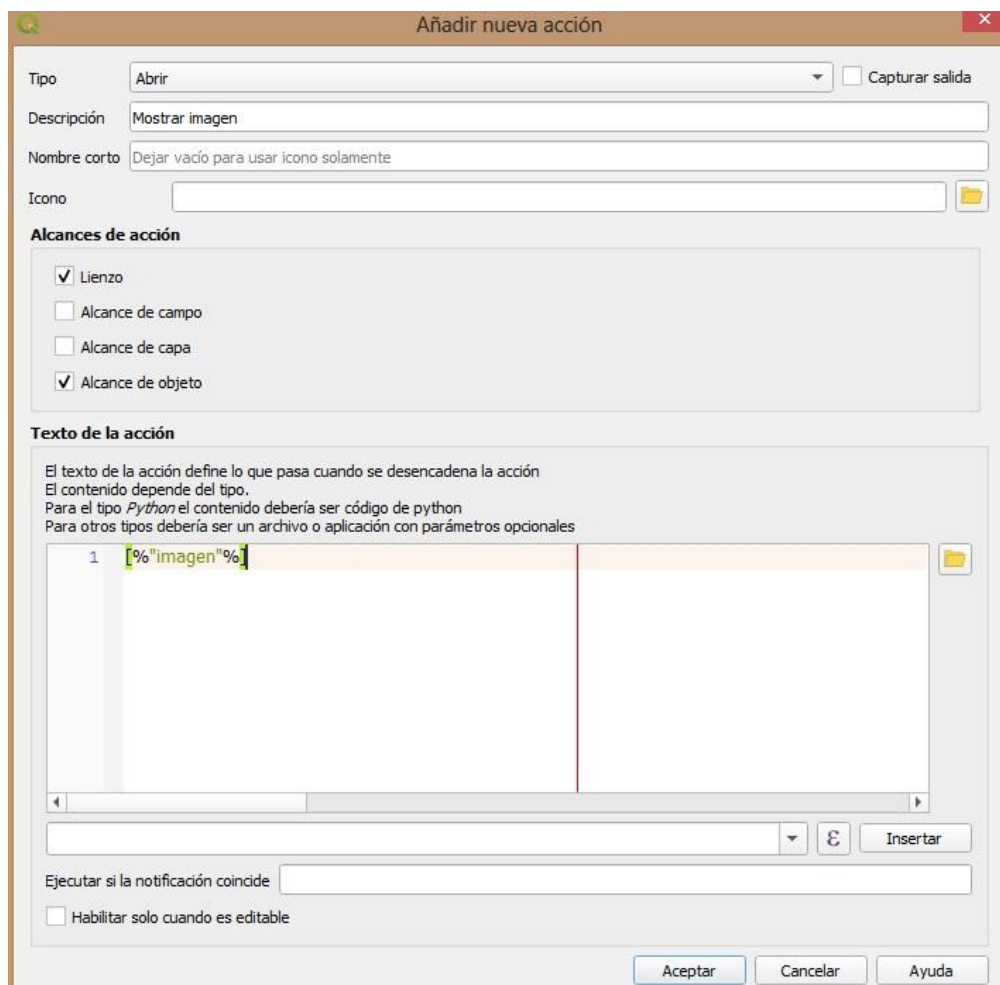 Añadir nueva acción
Tipo Abrir Capturar salida
Descripción Mostrar imagen
Nombre corto Dejar vacío para usar icono solamente
Icono
Alcances de acción
Lienzo
Alcance de campo
Alcance de capa
Alcance de objeto
Texto de la acción
El texto de la acción define lo que pasa cuando se desencadena la acción
El contenido depende del tipo.
Para el tipo Python el contenido debería ser código de python
Para otros tipos debería ser un archivo o aplicación con parámetros opcionales
1 [%"imagen"%]
ε Insertar
Ejecutar si la notificación coincide
Habilitar solo cuando es editable
Aceptar Cancelar Ayuda